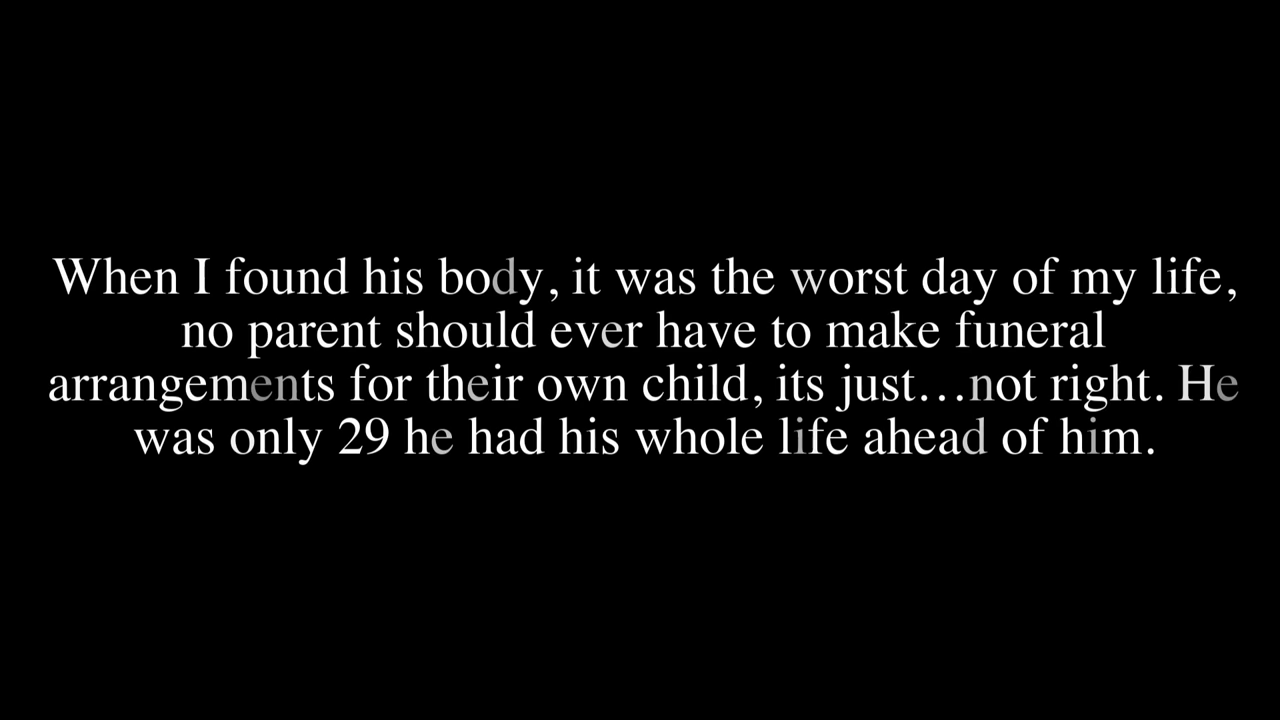 When I found his body, it was the worst day of my life,
no parent should ever have to make funeral
arrangements for their own child, its just…not right. He
was only 29 he had his whole life ahead of him.